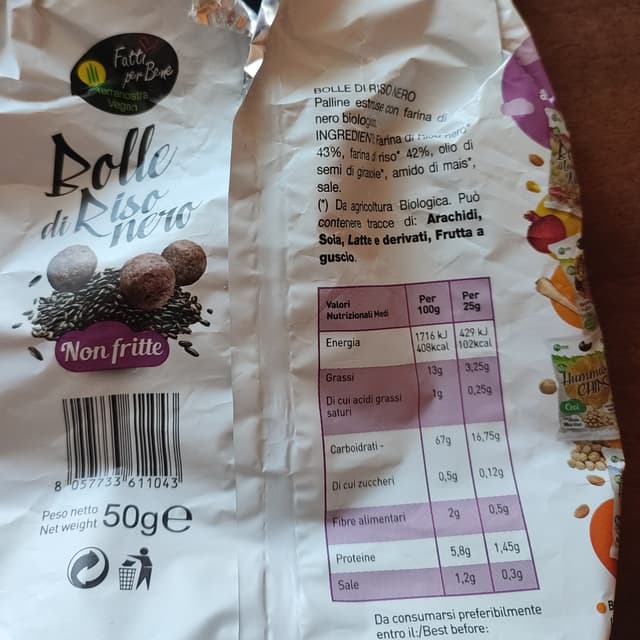 Fatti
per Bene
Terranostra
Vegan
Bolle
di Riso
nero
Non fritte
8 057733 611043
Peso netto
Net weight 50g e
BOLLE DI RISO NERO
Palline estruse con farina di
nero biologico
INGREDIENTI Farina di riso nero*
43%, farina di riso* 42%, olio di
semi di girasole*, amido di mais*,
sale.
(*) Da agricoltura Biologica. Può
contenere tracce di: Arachidi,
Soia, Latte e derivati, Frutta a
guscio.
Valori Nutrizionali Medi Per 100g Per 25g
Energia 1716 kJ 408kcal 429 kJ 102kcal
Grassi 13g 3,25g
Di cui acidi grassi saturi 1g 0,25g
Carboidrati - 67g 16,75g
Di cui zuccheri 0,5g 0,12g
Fibre alimentari 2g 0,5g
Proteine 5,8g 1,45g
Sale 1,2g 0,3g
Da consumarsi preferibilmente
entro il:/Best before:
Hummus
CHIPS
Ceci